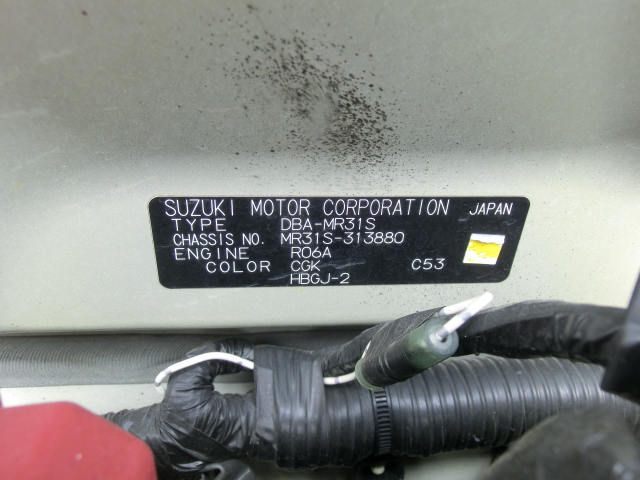 SUZUKI MOTOR CORPORATION JAPAN
TYPE DBA-MR31S
CHASSIS NO. MR31S-313880
ENGINE R06A
COLOR CGK C53
HBGJ-2